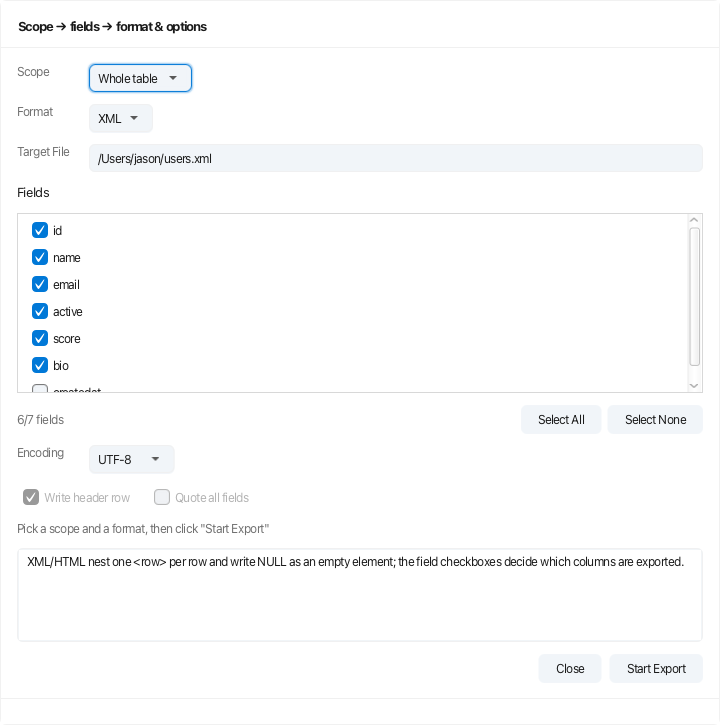 Scope → fields → format & options
Scope
Whole table
Format
XML
Target File
/Users/jason/users.xml
Fields
id
name
email
active
score
bio
6/7 fields
Select All
Select None
Encoding
UTF-8
Write header row
Quote all fields
Pick a scope and a format, then click "Start Export"
XML/HTML nest one <row> per row and write NULL as an empty element; the field checkboxes decide which columns are exported.
Close
Start Export